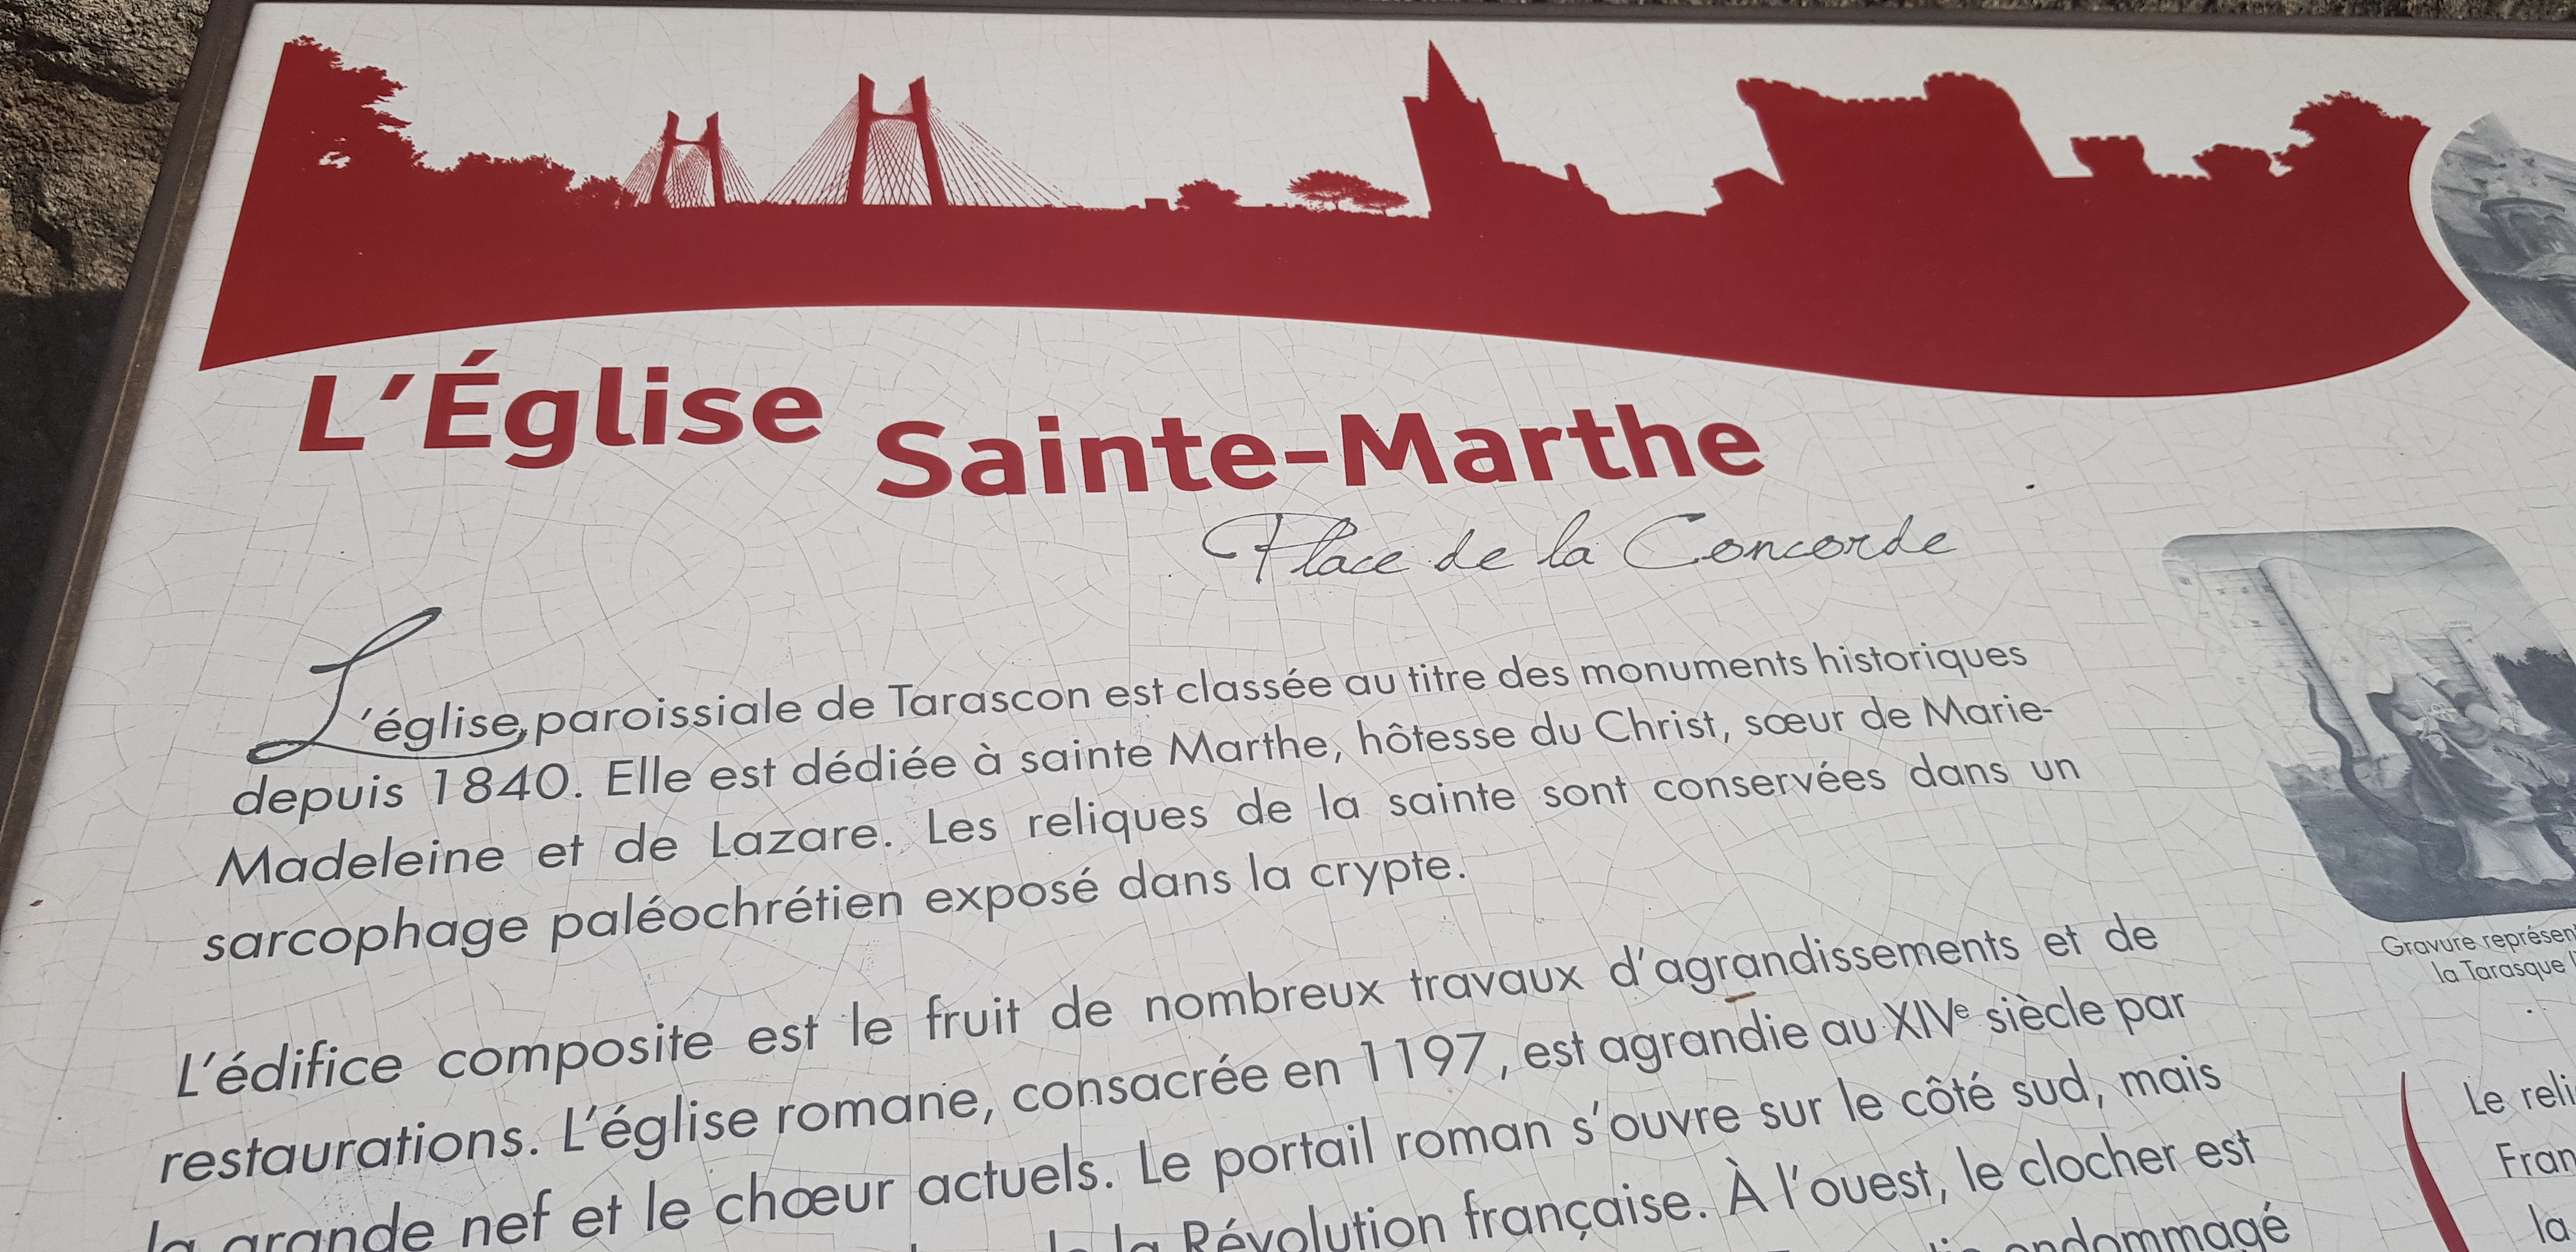 L'Église Sainte-Marthe
Place de la Concorde
L'église paroissiale de Tarascon est classée au titre des monuments historiques
depuis 1840. Elle est dédiée à sainte Marthe, hôtesse du Christ, sœur de Marie-
Madeleine et de Lazare. Les reliques de la sainte sont conservées dans un
sarcophage paléochrétien exposé dans la crypte.
L'édifice composite est le fruit de nombreux travaux d'agrandissements et de
restaurations. L'église romane, consacrée en 1197, est agrandie au XIVe siècle par
la grande nef et le chœur actuels. Le portail roman s'ouvre sur le côté sud, mais
la Révolution française. À l'ouest, le clocher est
endommagé
Gravure représen
la Tarasque
Le reli
Fran
la